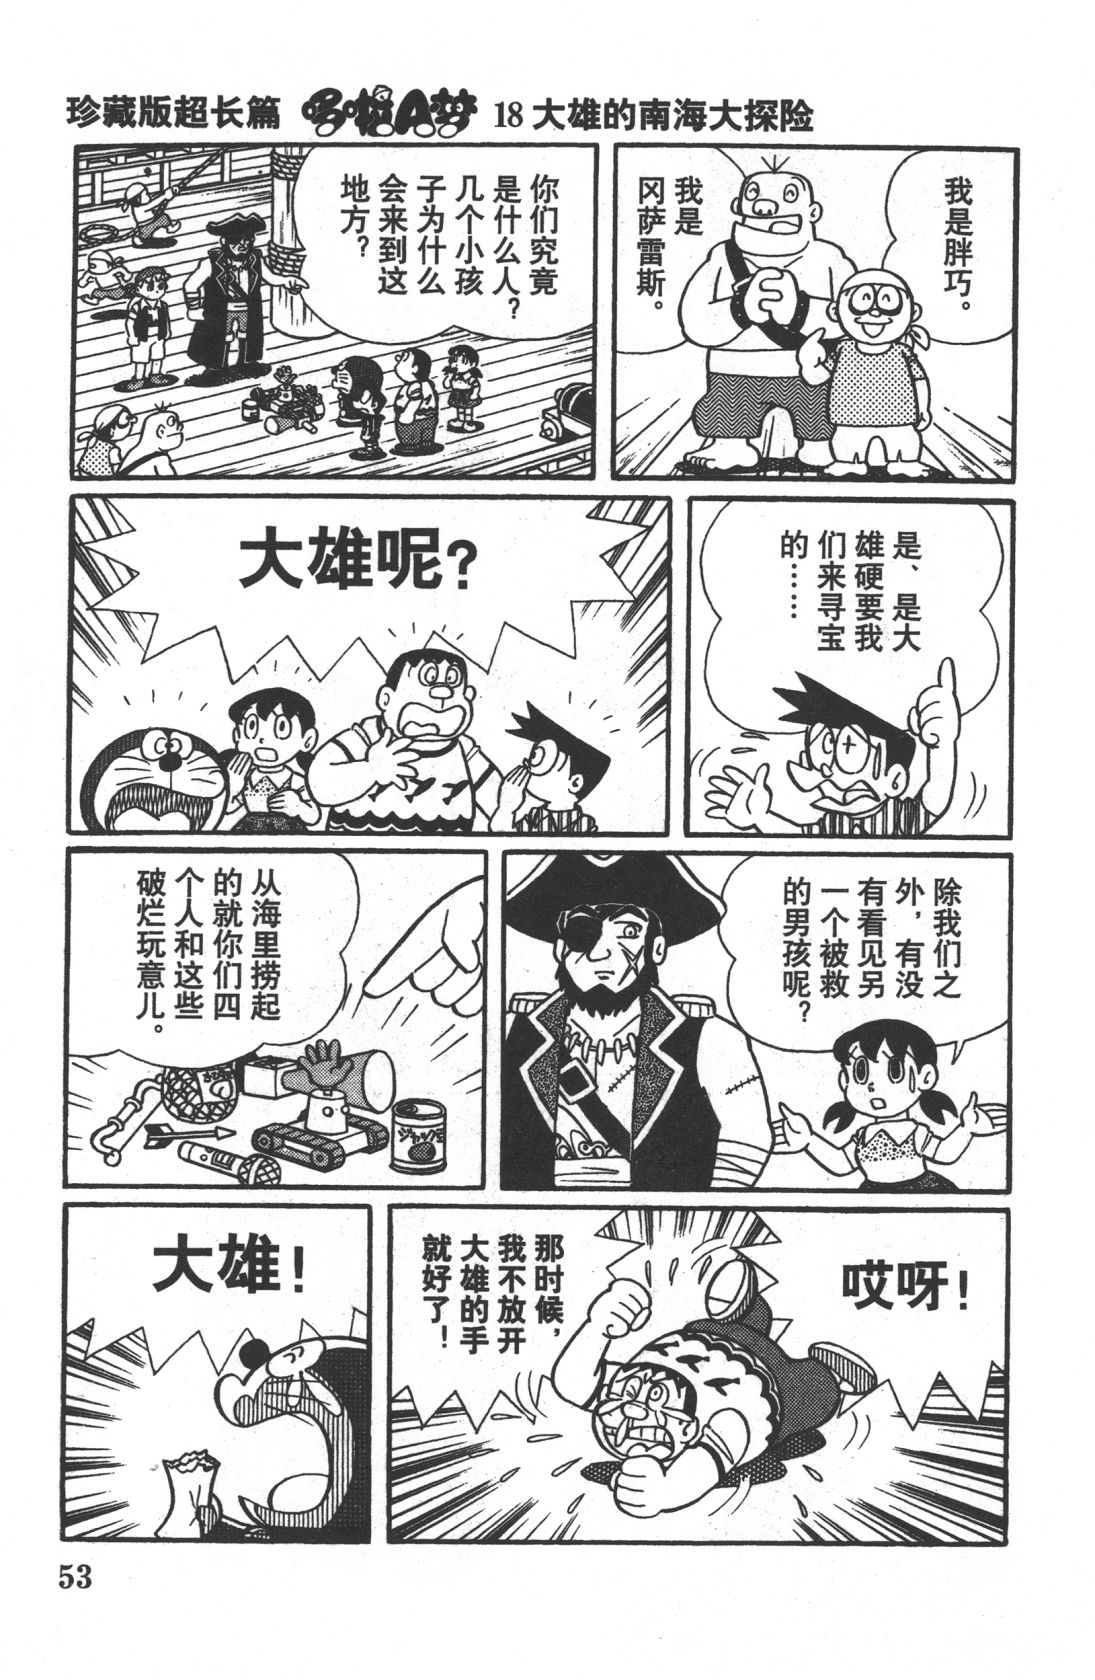 珍藏版超长篇 哆啦A梦 18 大雄的南海大探险
我是胖巧。
我是
冈萨雷斯。
你们究竟
是什么人？
几个小孩
子为什么
会来到这
地方？
是、是大
雄硬要我
们来寻宝
的……
大雄呢？
除我们之
外，有没
有看见另
一个被救
的男孩呢？
从海里捞起
的就你们四
个人和这些
破烂玩意儿。
哎呀！
那时候，
我不放开
大雄的手
就好了！
大雄！
53